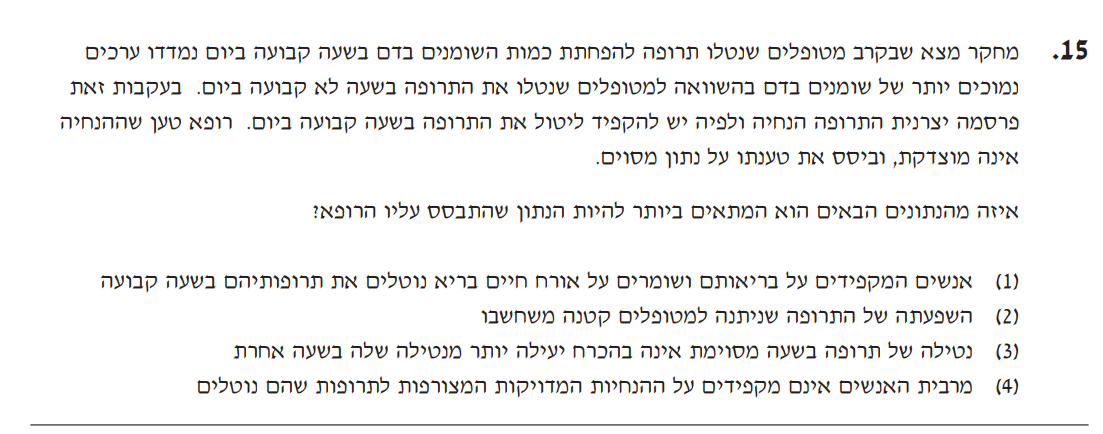 15. מחקר מצא שבקרב מטופלים שנטלו תרופה להפחתת כמות השומנים בדם בשעה קבועה ביום נמדדו ערכים
נמוכים יותר של שומנים בדם בהשוואה למטופלים שנטלו את התרופה בשעה לא קבועה ביום. בעקבות זאת
פרסמה יצרנית התרופה הנחיה ולפיה יש להקפיד ליטול את התרופה בשעה קבועה ביום. רופא טען שההנחיה
אינה מוצדקת, וביסס את טענתו על נתון מסוים.
איזה מהנתונים הבאים הוא המתאים ביותר להיות הנתון שהתבסס עליו הרופא?
(1) אנשים המקפידים על בריאותם ושומרים על אורח חיים בריא נוטלים את תרופותיהם בשעה קבועה
(2) השפעתה של התרופה שניתנה למטופלים קטנה משחשבו
(3) נטילה של תרופה בשעה מסוימת אינה בהכרח יעילה יותר מנטילה שלה בשעה אחרת
(4) מרבית האנשים אינם מקפידים על ההנחיות המדויקות המצורפות לתרופות שהם נוטלים